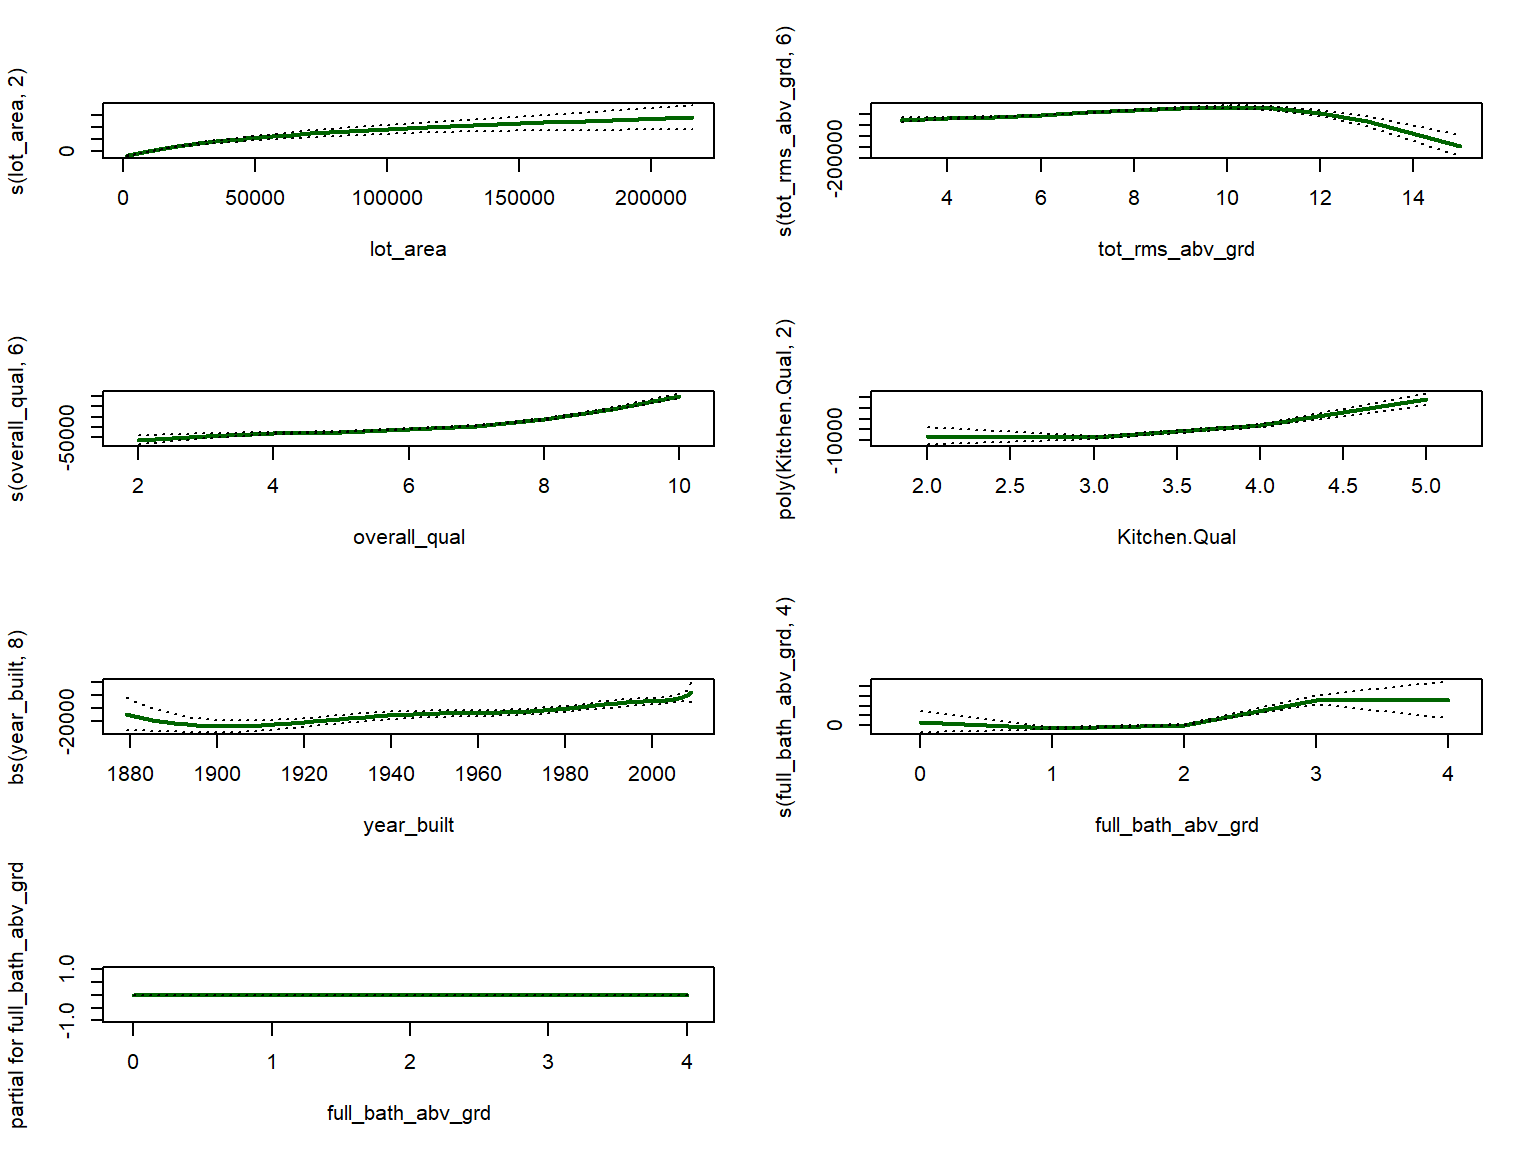 s(lot_area, 2)
0
0 50000 100000 150000 200000
lot_area
s(tot_rms_abv_grd, 6)
-200000
4 6 8 10 12 14
tot_rms_abv_grd
s(overall_qual, 6)
-50000
2 4 6 8 10
overall_qual
poly(Kitchen.Qual, 2)
-10000
2.0 2.5 3.0 3.5 4.0 4.5 5.0
Kitchen.Qual
bs(year_built, 8)
-20000
1880 1900 1920 1940 1960 1980 2000
year_built
s(full_bath_abv_grd, 4)
0
0 1 2 3 4
full_bath_abv_grd
partial for full_bath_abv_grd
-1.0 1.0
0 1 2 3 4
full_bath_abv_grd